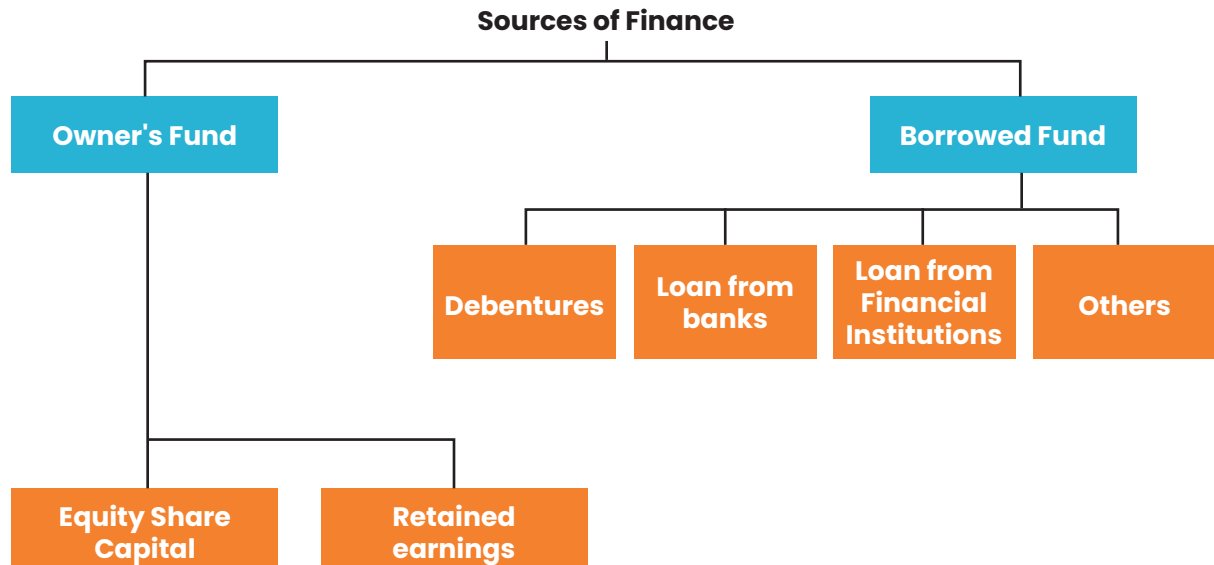 Sources of Finance
Owner's Fund
Borrowed Fund
Debentures
Loan from
banks
Loan from
Financial
Institutions
Others
Equity Share
Capital
Retained
earnings